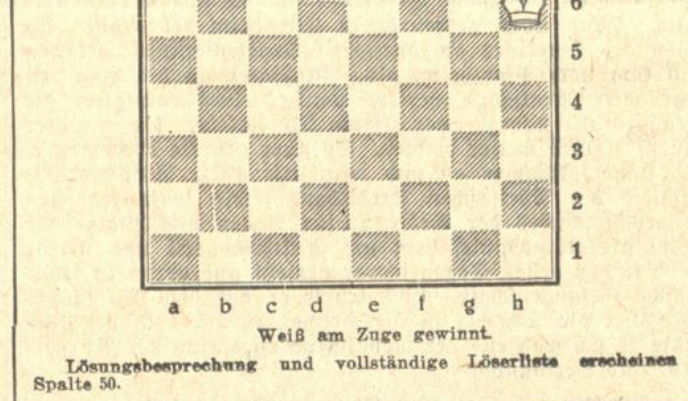 6
5
4
3
2
1
a b c d e f g h
Weiß am Zuge gewinnt.
Lösungsbesprechung und vollständige Löserliste erscheinen
Spalte 50.